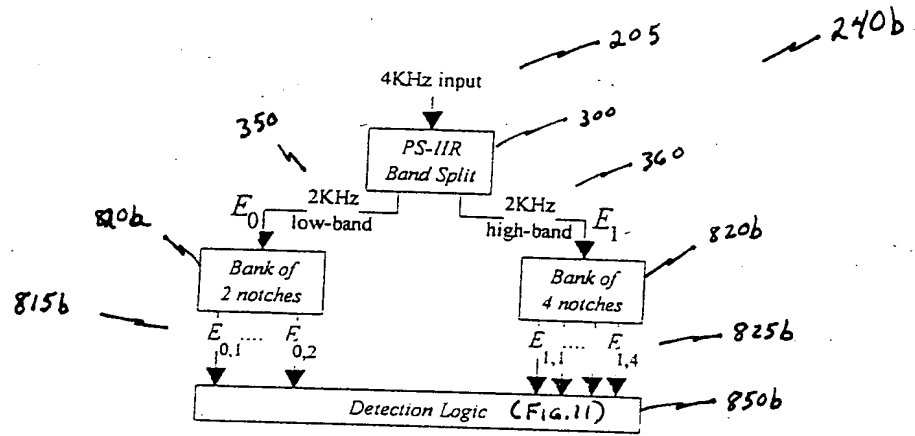 205
240b
4KHz input
350
300
PS-IIR
Band Split
360
2KHz
low-band
2KHz
high-band
E0
E1
820a
820b
Bank of
2 notches
Bank of
4 notches
815b
825b
E0,1 .... E0,2
E1,1 .... E1,4
Detection Logic (FIG.11)
850b